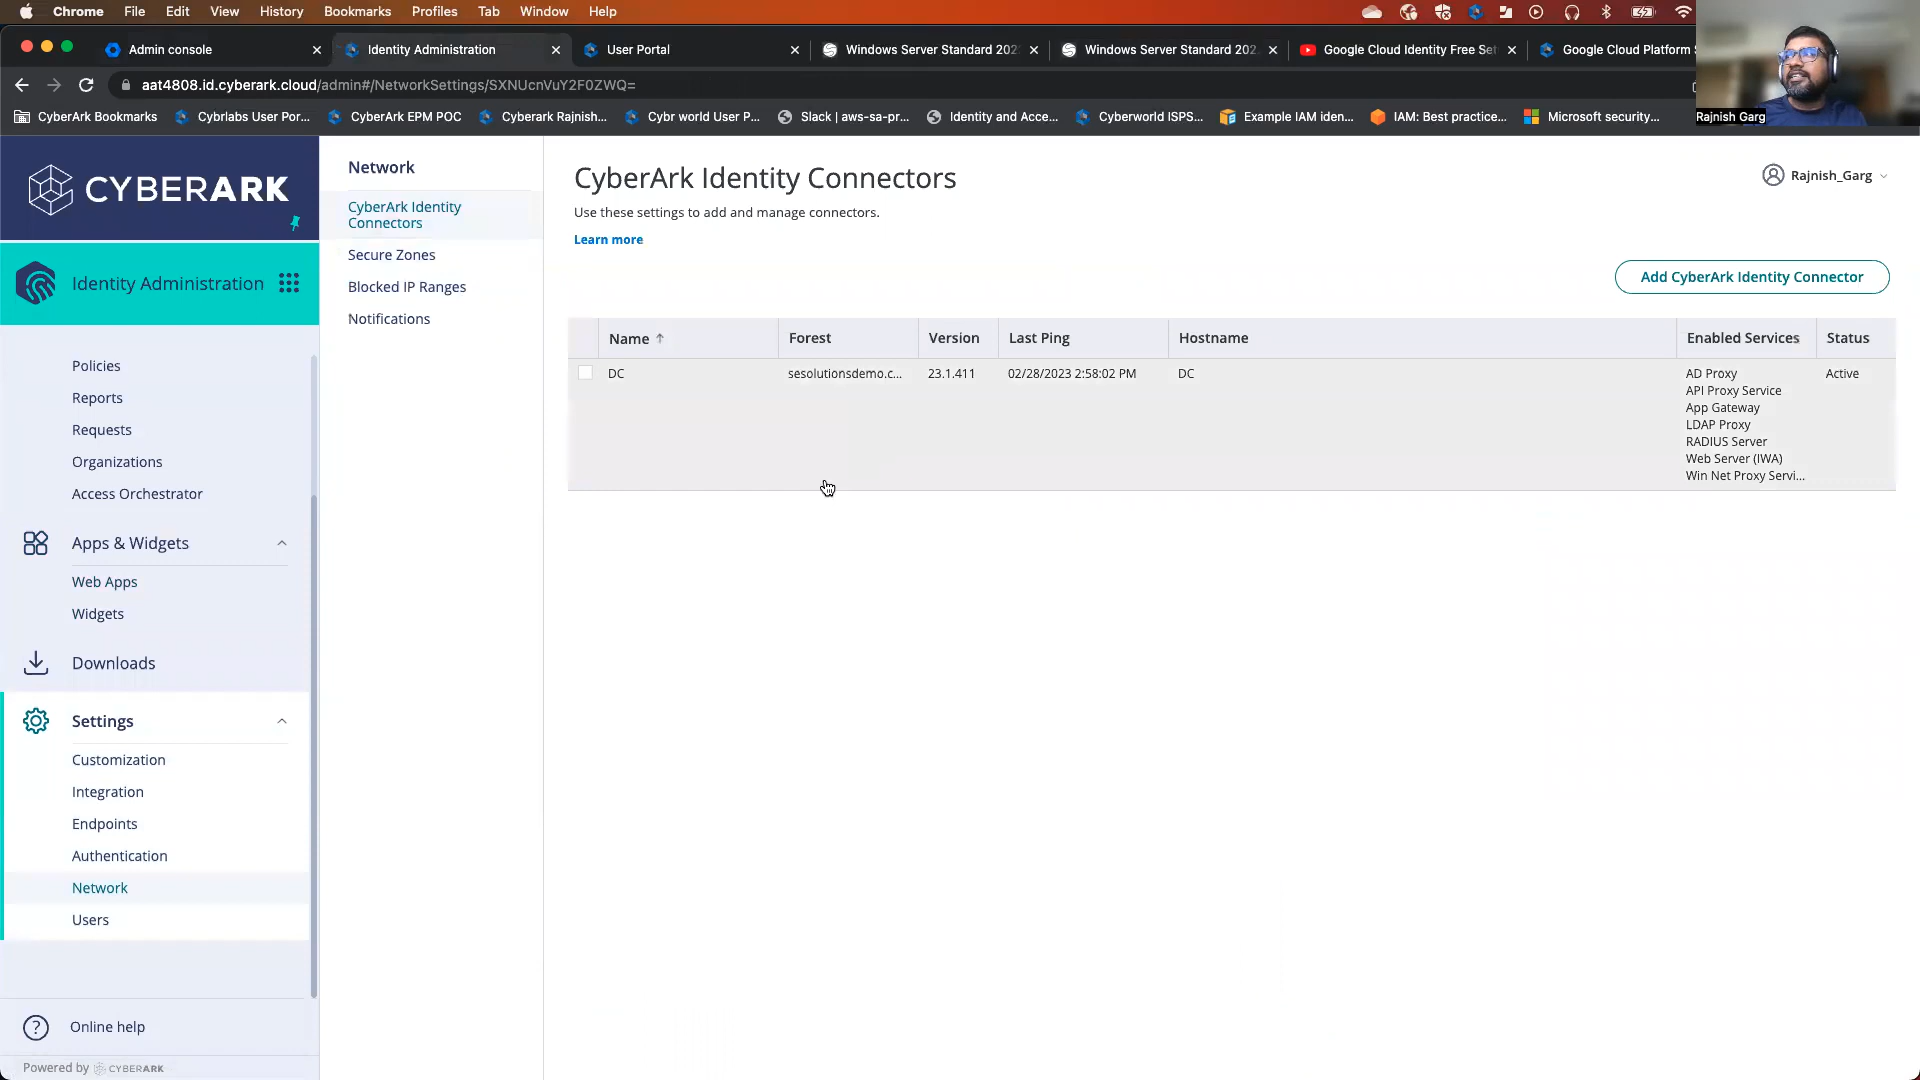 Chrome File Edit View History Bookmarks Profiles Tab Window Help
Admin console
Identity Administration
User Portal
Windows Server Standard 202
Windows Server Standard 202
Google Cloud Identity Free Set
Google Cloud Platform S
aat4808.id.cyberark.cloud/admin#/NetworkSettings/SXNUcnVuY2F0ZWQ=
CyberArk Bookmarks
Cybrlabs User Por...
CyberArk EPM POC
Cyberark Rajnish...
Cybr world User P...
Slack | aws-sa-pr...
Identity and Acce...
Cyberworld ISPS...
Example IAM iden...
IAM: Best practice...
Microsoft security...
Rajnish Garg
CYBERARK
Identity Administration
Policies
Reports
Requests
Organizations
Access Orchestrator
Apps & Widgets
Web Apps
Widgets
Downloads
Settings
Customization
Integration
Endpoints
Authentication
Network
Users
Online help
Powered by CYBERARK
Network
CyberArk Identity
Connectors
Secure Zones
Blocked IP Ranges
Notifications
CyberArk Identity Connectors
Use these settings to add and manage connectors.
Learn more
Rajnish_Garg
Add CyberArk Identity Connector
Name Forest Version Last Ping Hostname Enabled Services Status
DC sesolutionsdemo.c... 23.1.411 02/28/2023 2:58:02 PM DC AD Proxy Active
API Proxy Service
App Gateway
LDAP Proxy
RADIUS Server
Web Server (IWA)
Win Net Proxy Servi...